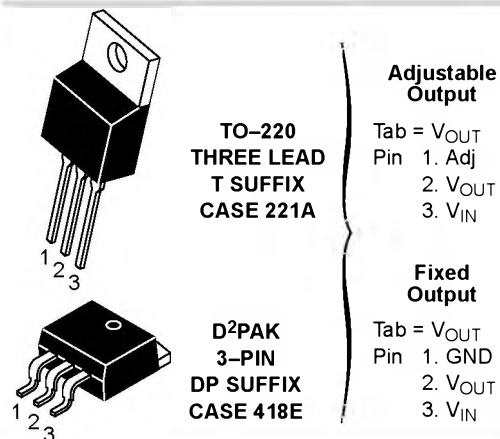 TO–220
THREE LEAD
T SUFFIX
CASE 221A
1
2
3
Adjustable
Output
Tab = VOUT
Pin 1. Adj
2. VOUT
3. VIN
D2PAK
3–PIN
DP SUFFIX
CASE 418E
1
2
3
Fixed
Output
Tab = VOUT
Pin 1. GND
2. VOUT
3. VIN